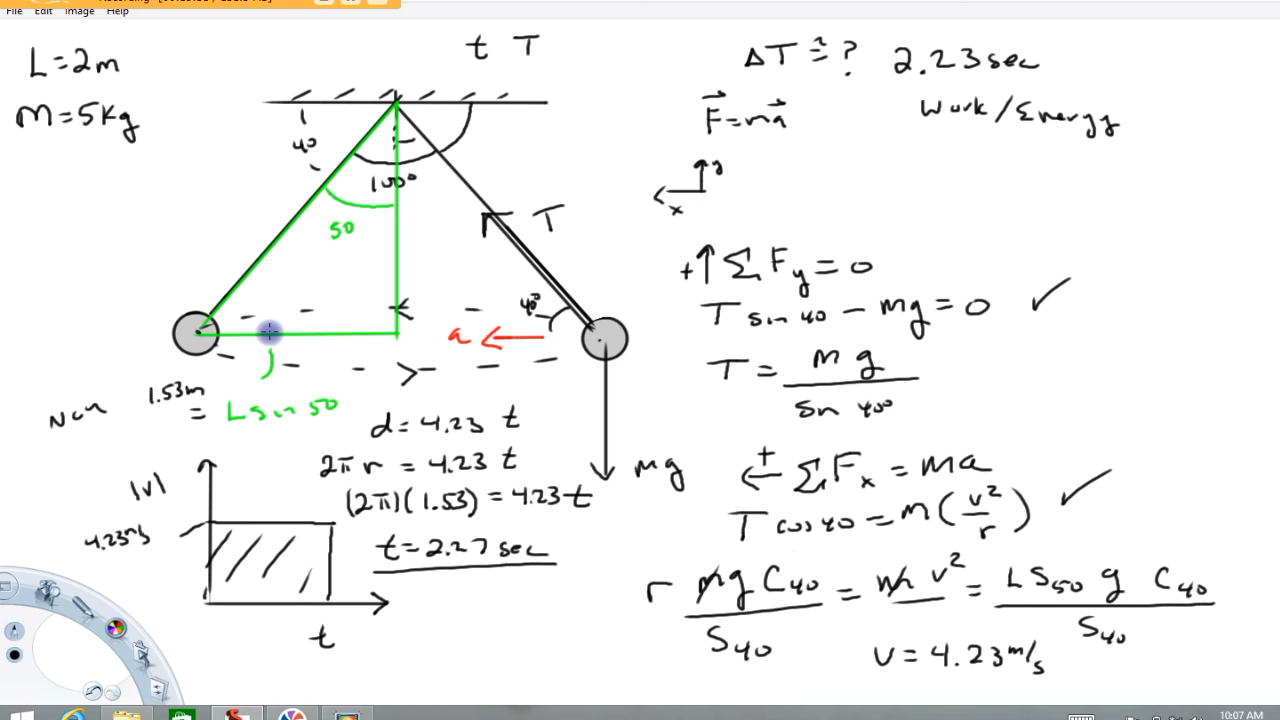 File Edit Image Help
L=2m
M=5Kg
t T
ΔT ≅ ? 2.23sec
F=ma
Work/Energy
y
x
40
100°
50
T
40°
a
mg
+↑ ΣFy=0
T sin 40 - mg=0 ✓
T = mg / sn 40°
←+ ΣFx = ma
T cos 40 = m(v²/r) ✓
r mg C40 / S40 = m v² = L S50 g C40 / S40
v=4.23 m/s
1.53m
= L sin 50
d=4.23 t
2π r = 4.23 t
(2π)(1.53)=4.23t
t=2.27 sec
|v|
4.23m/s
t
10:07 AM